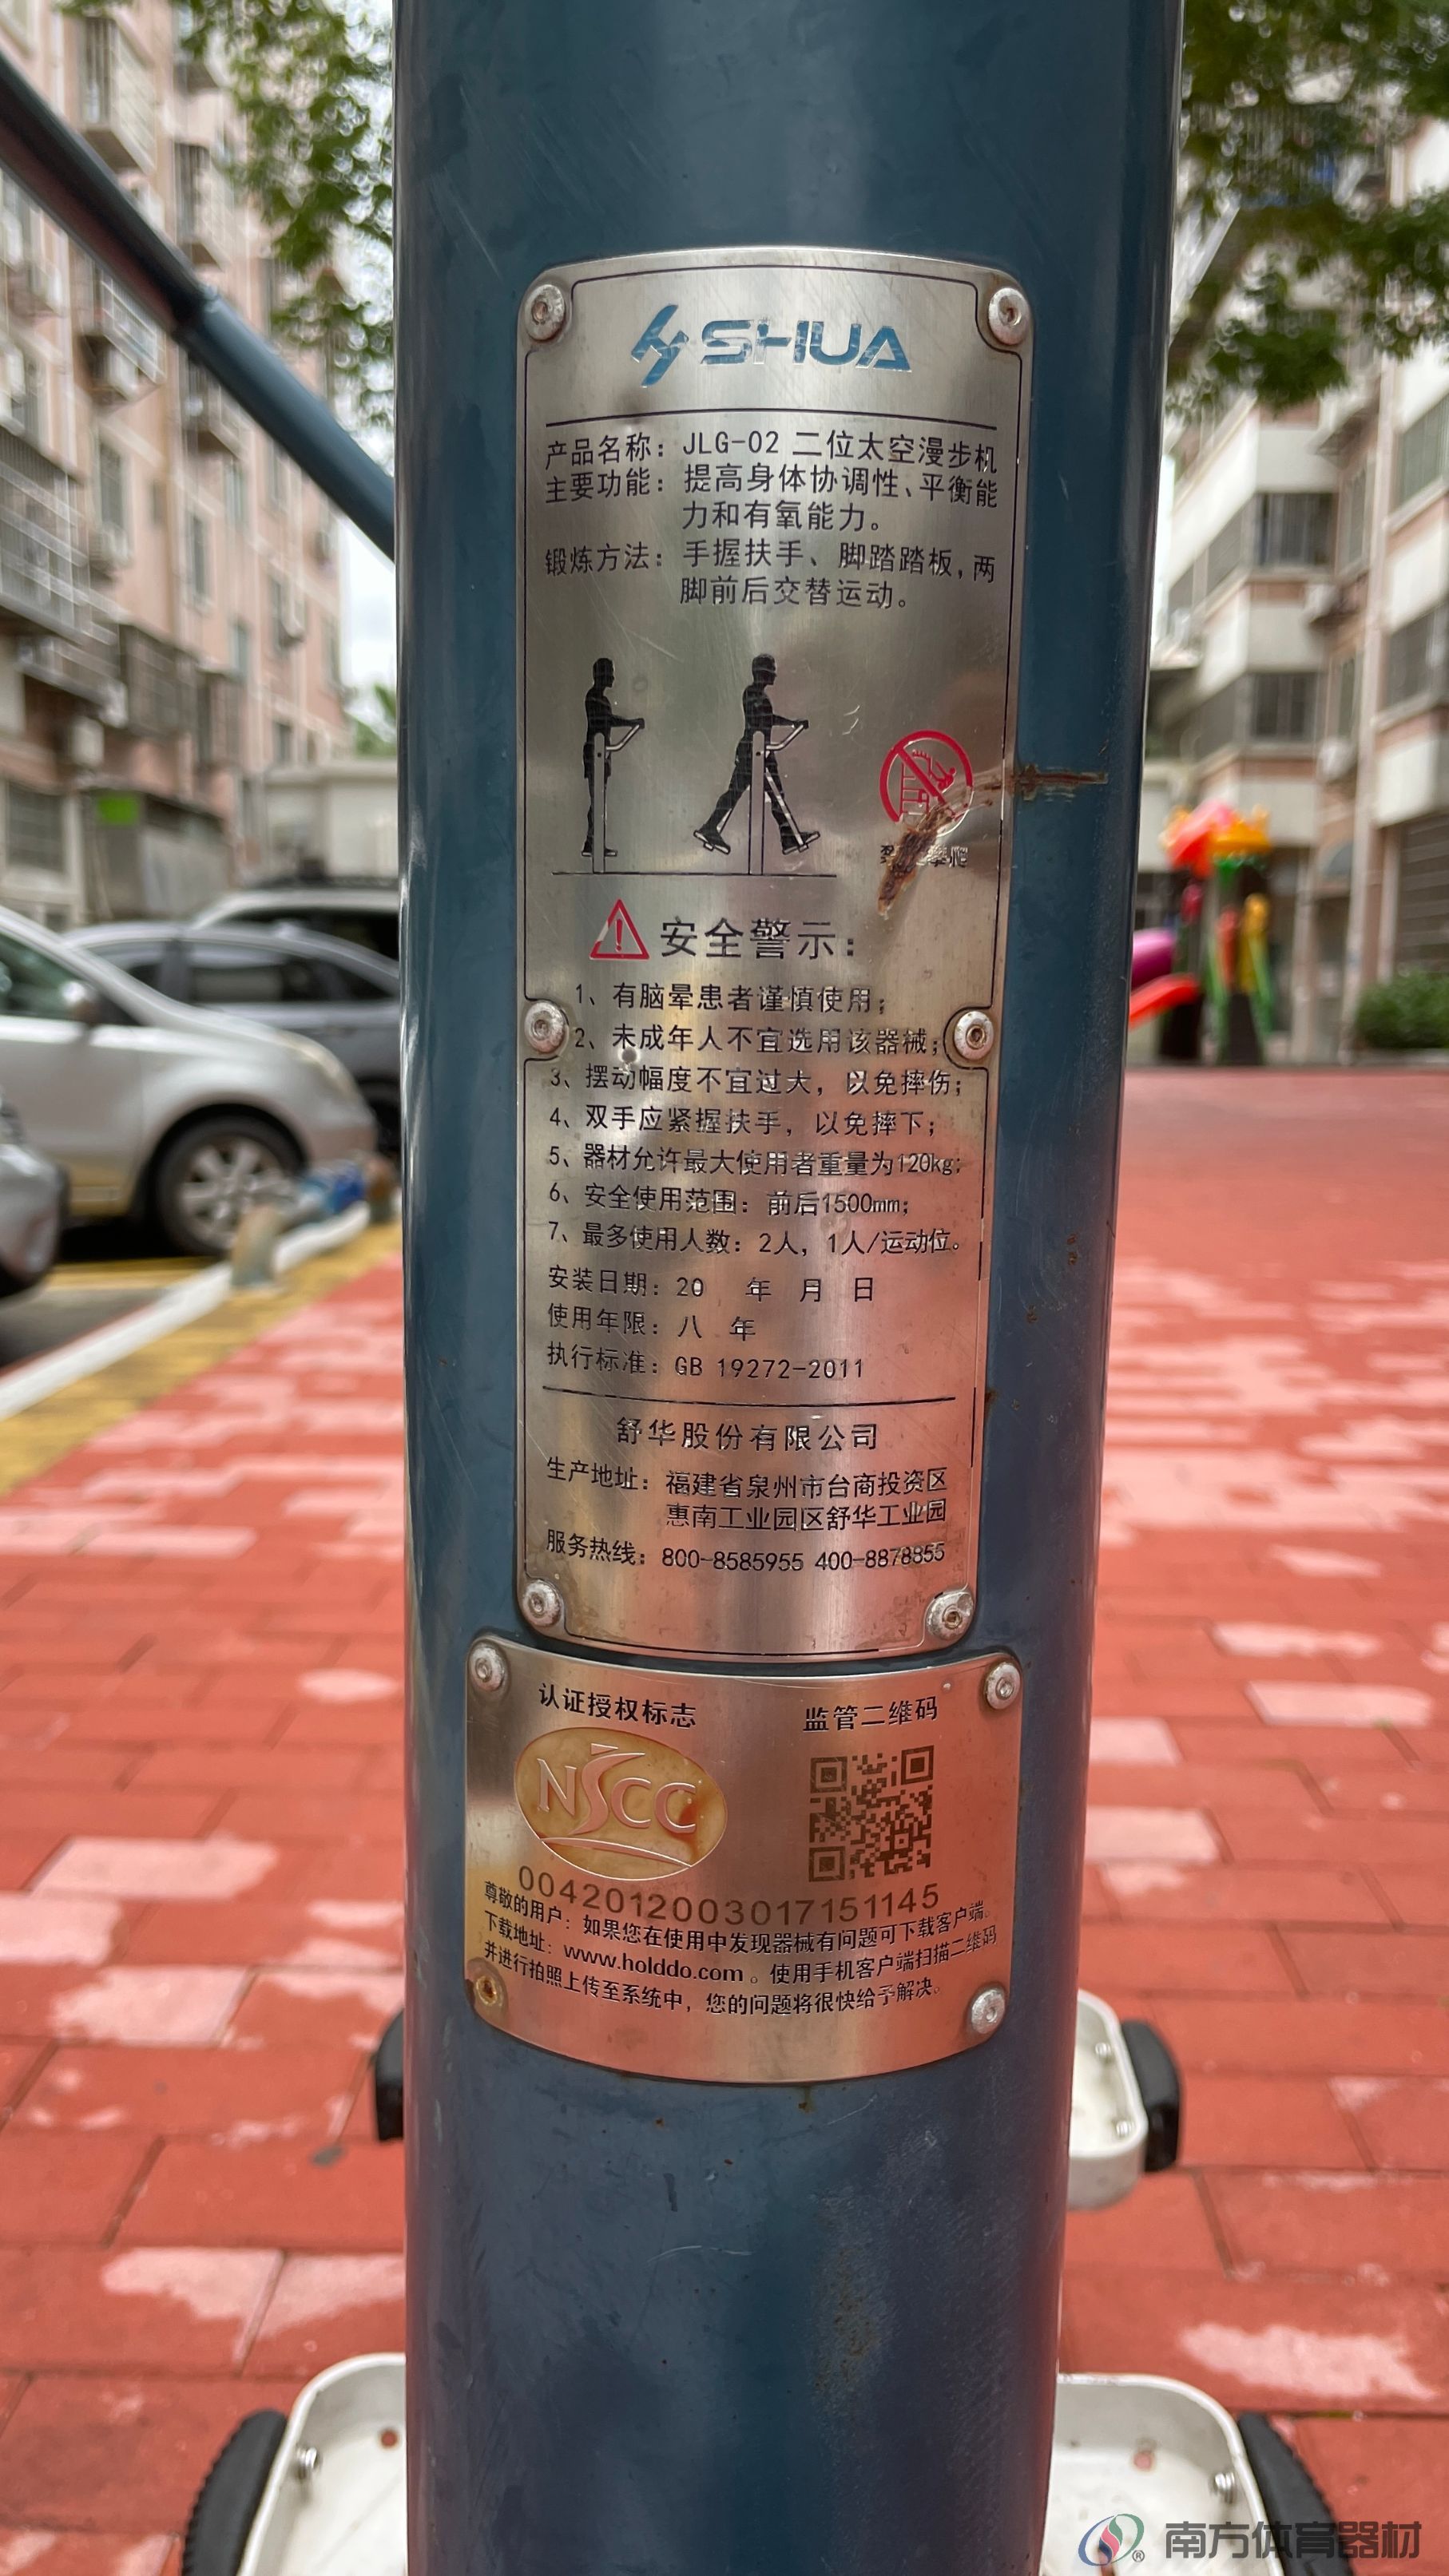 SHUA
产品名称：JLG-02 二位太空漫步机
主要功能：提高身体协调性、平衡能
力和有氧能力。
锻炼方法：手握扶手、脚踏踏板，两
脚前后交替运动。
攀爬
安全警示：
1、有脑晕患者谨慎使用；
2、未成年人不宜选用该器械；
3、摆动幅度不宜过大，以免摔伤；
4、双手应紧握扶手，以免摔下；
5、器材允许最大使用者重量为120kg；
6、安全使用范围：前后1500mm；
7、最多使用人数：2人，1人/运动位。
安装日期：20 年 月 日
使用年限：八 年
执行标准：GB 19272-2011
舒华股份有限公司
生产地址：福建省泉州市台商投资区
惠南工业园区舒华工业园
服务热线：800-8585955 400-8878855
认证授权标志 监管二维码
NSCC
0042012003017151145
尊敬的用户：如果您在使用中发现器械有问题可下载客户端。
下载地址：www.holddo.com 。使用手机客户端扫描二维码
并进行拍照上传至系统中，您的问题将很快给予解决。
南方体育器材